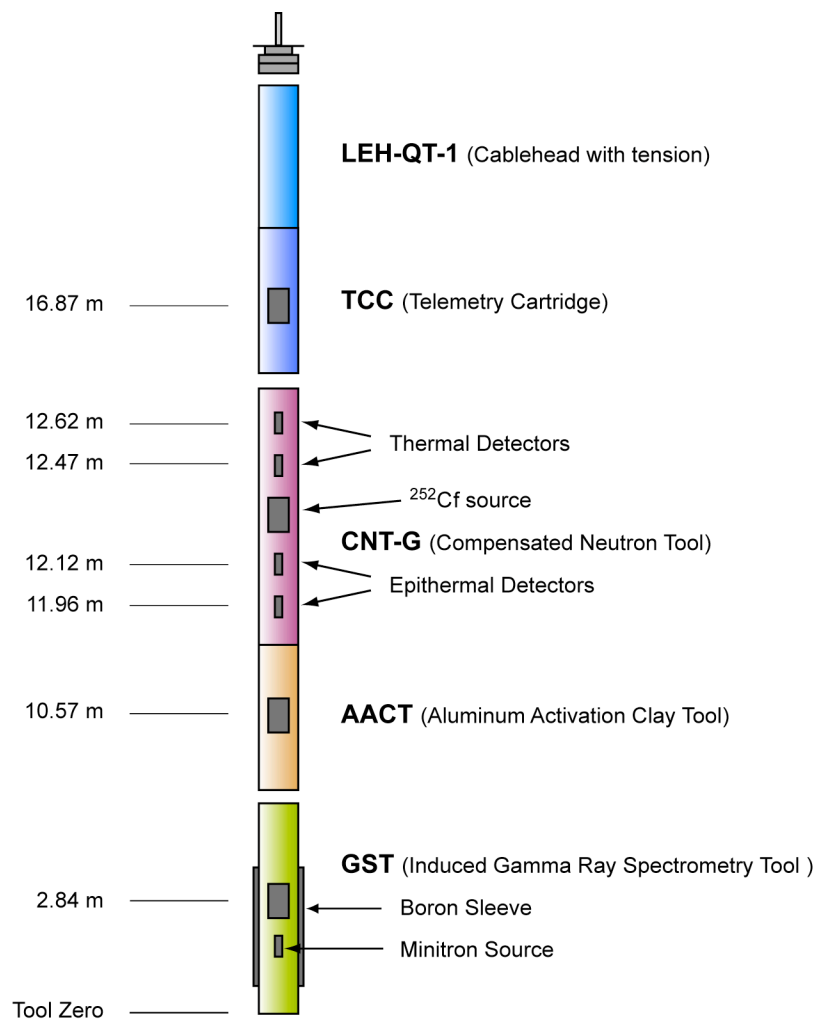 LEH-QT-1 (Cablehead with tension)
16.87 m
TCC (Telemetry Cartridge)
12.62 m
Thermal Detectors
12.47 m
252Cf source
CNT-G (Compensated Neutron Tool)
12.12 m
Epithermal Detectors
11.96 m
10.57 m
AACT (Aluminum Activation Clay Tool)
GST (Induced Gamma Ray Spectrometry Tool )
2.84 m
Boron Sleeve
Minitron Source
Tool Zero